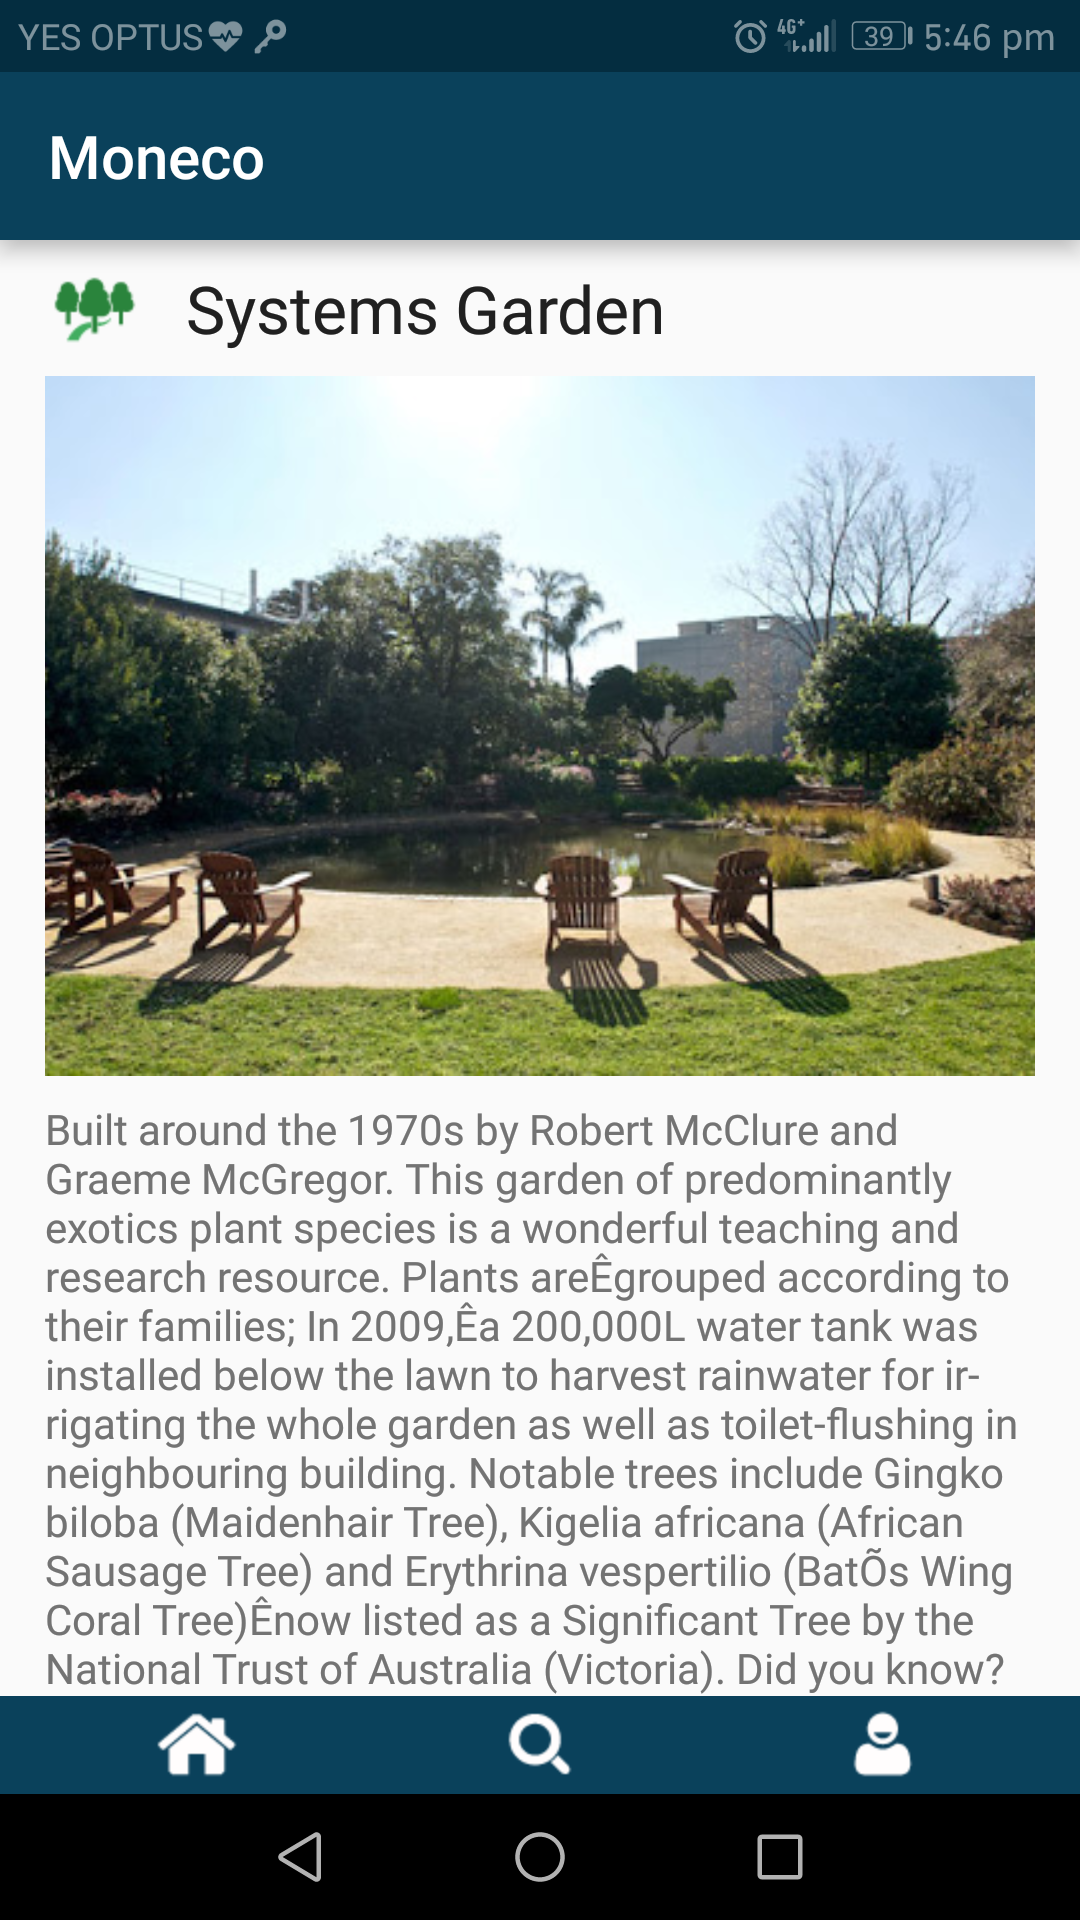 YES OPTUS 4G+ 39 5:46 pm
Moneco
Systems Garden
Built around the 1970s by Robert McClure and
Graeme McGregor. This garden of predominantly
exotics plant species is a wonderful teaching and
research resource. Plants areÊgrouped according to
their families; In 2009,Êa 200,000L water tank was
installed below the lawn to harvest rainwater for ir-
rigating the whole garden as well as toilet-flushing in
neighbouring building. Notable trees include Gingko
biloba (Maidenhair Tree), Kigelia africana (African
Sausage Tree) and Erythrina vespertilio (BatÕs Wing
Coral Tree)Ênow listed as a Significant Tree by the
National Trust of Australia (Victoria). Did you know?